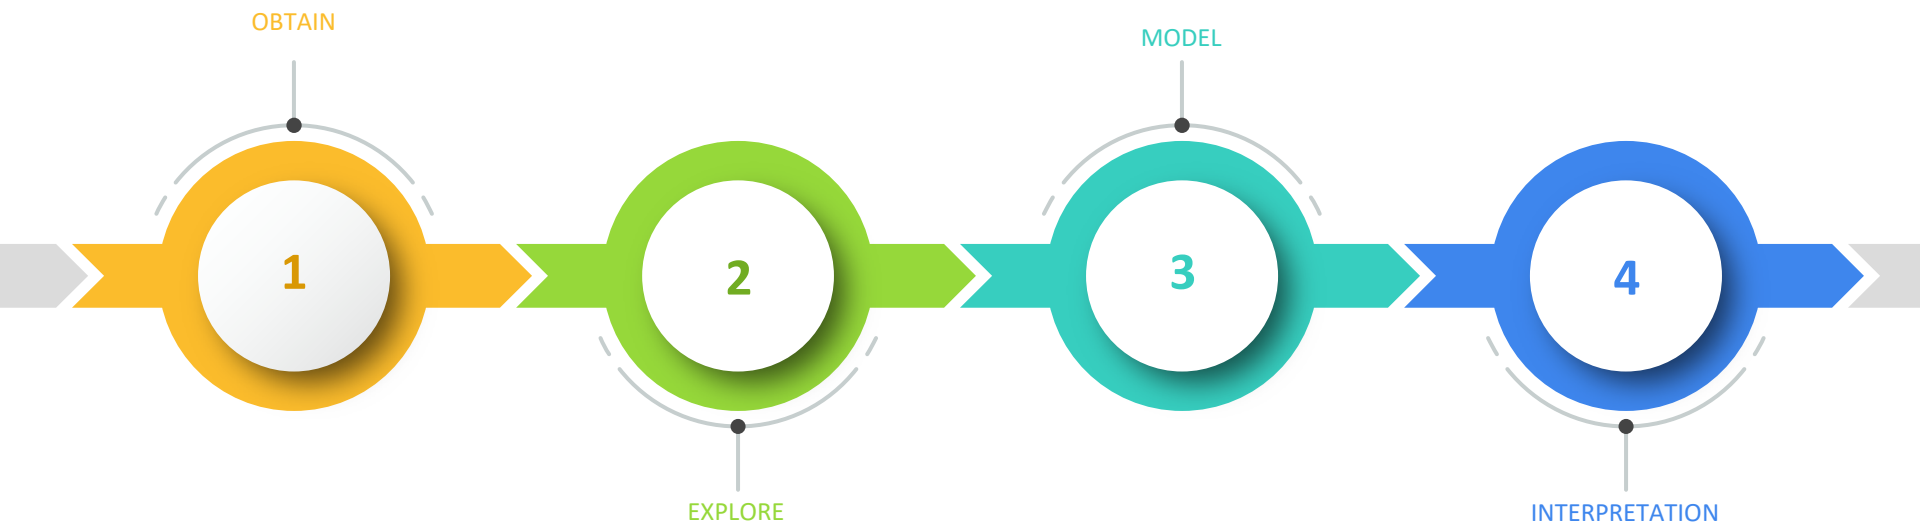 OBTAIN
1
EXPLORE
2
MODEL
3
INTERPRETATION
4